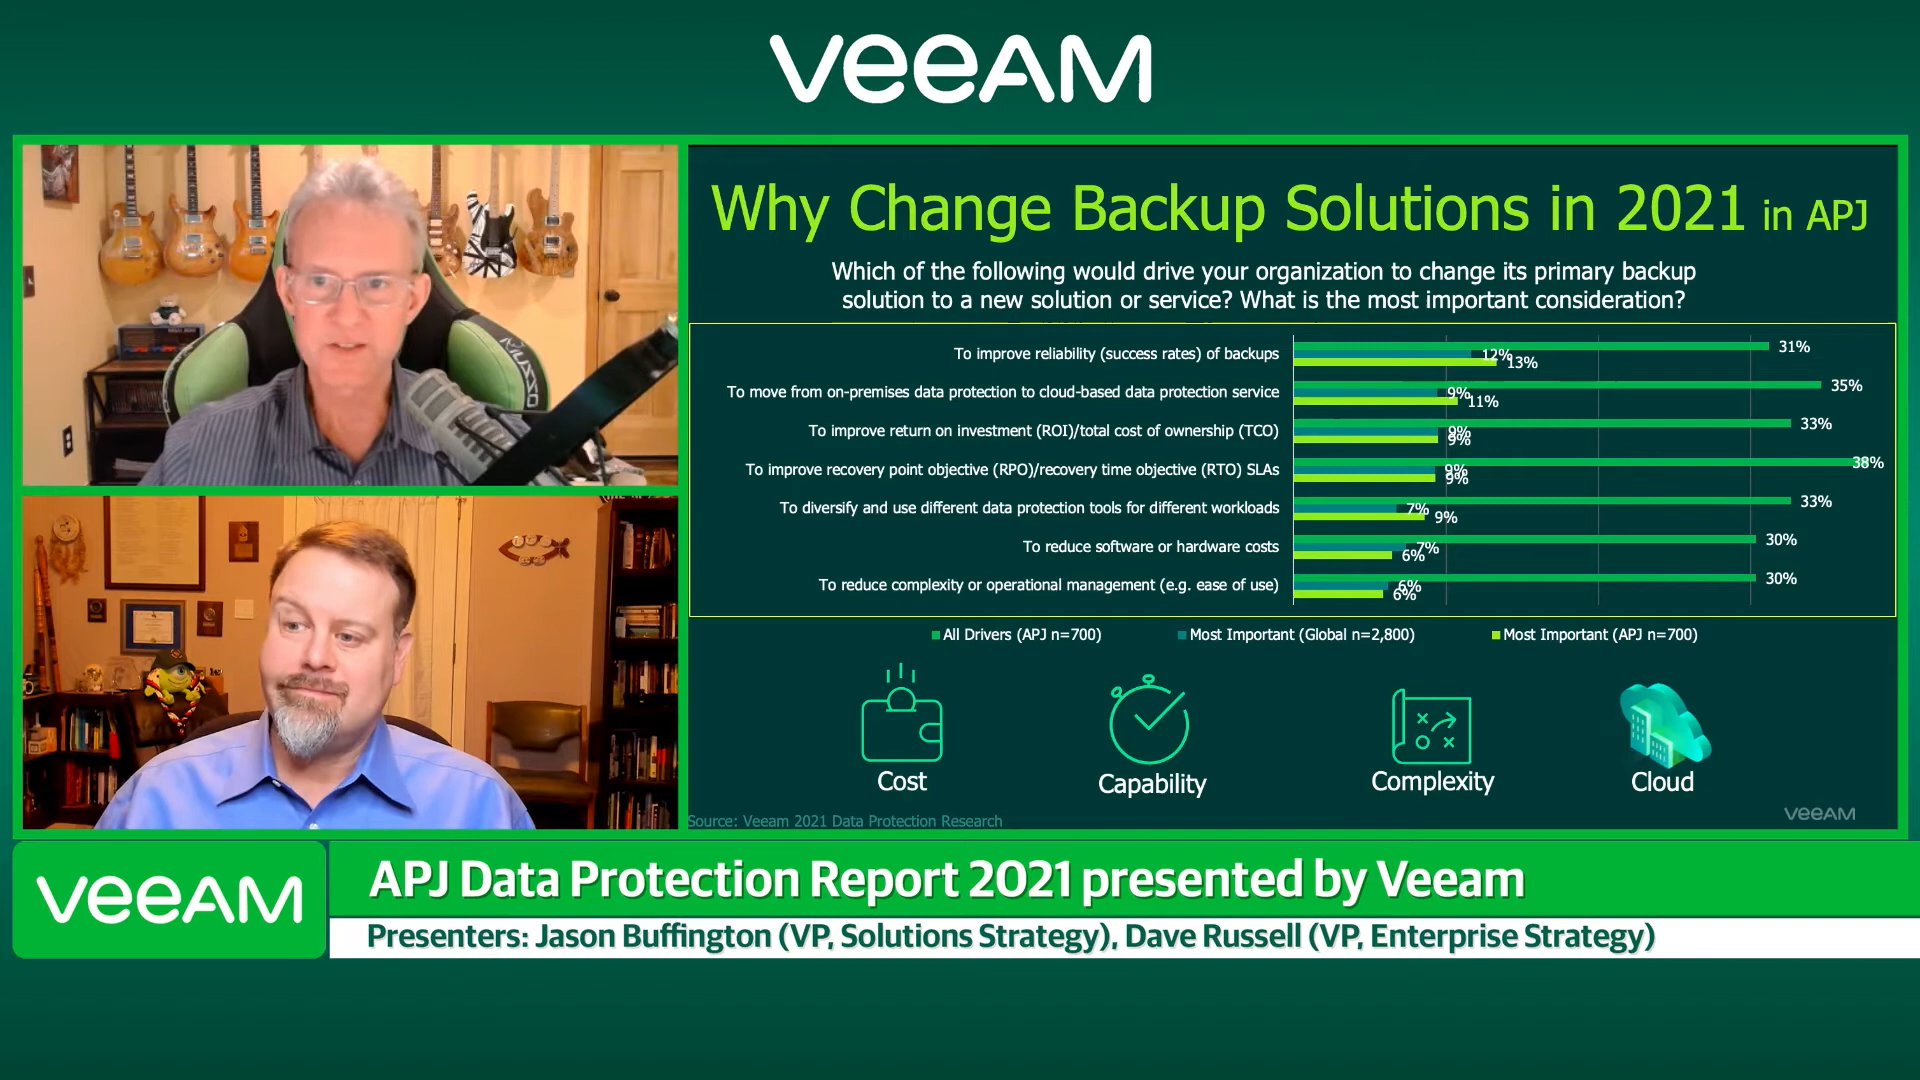 veeAM
Why Change Backup Solutions in 2021 in APJ
Which of the following would drive your organization to change its primary backup
solution to a new solution or service? What is the most important consideration?
To improve reliability (success rates) of backups
31%
12%
13%
To move from on-premises data protection to cloud-based data protection service
35%
9%
11%
To improve return on investment (ROI)/total cost of ownership (TCO)
33%
9%
9%
To improve recovery point objective (RPO)/recovery time objective (RTO) SLAs
38%
9%
9%
To diversify and use different data protection tools for different workloads
33%
7%
9%
To reduce software or hardware costs
30%
7%
6%
To reduce complexity or operational management (e.g. ease of use)
30%
6%
6%
All Drivers (APJ n=700) Most Important (Global n=2,800) Most Important (APJ n=700)
Cost Capability Complexity Cloud
Source: Veeam 2021 Data Protection Research
veeAM
veeAM
APJ Data Protection Report 2021 presented by Veeam
Presenters: Jason Buffington (VP, Solutions Strategy), Dave Russell (VP, Enterprise Strategy)